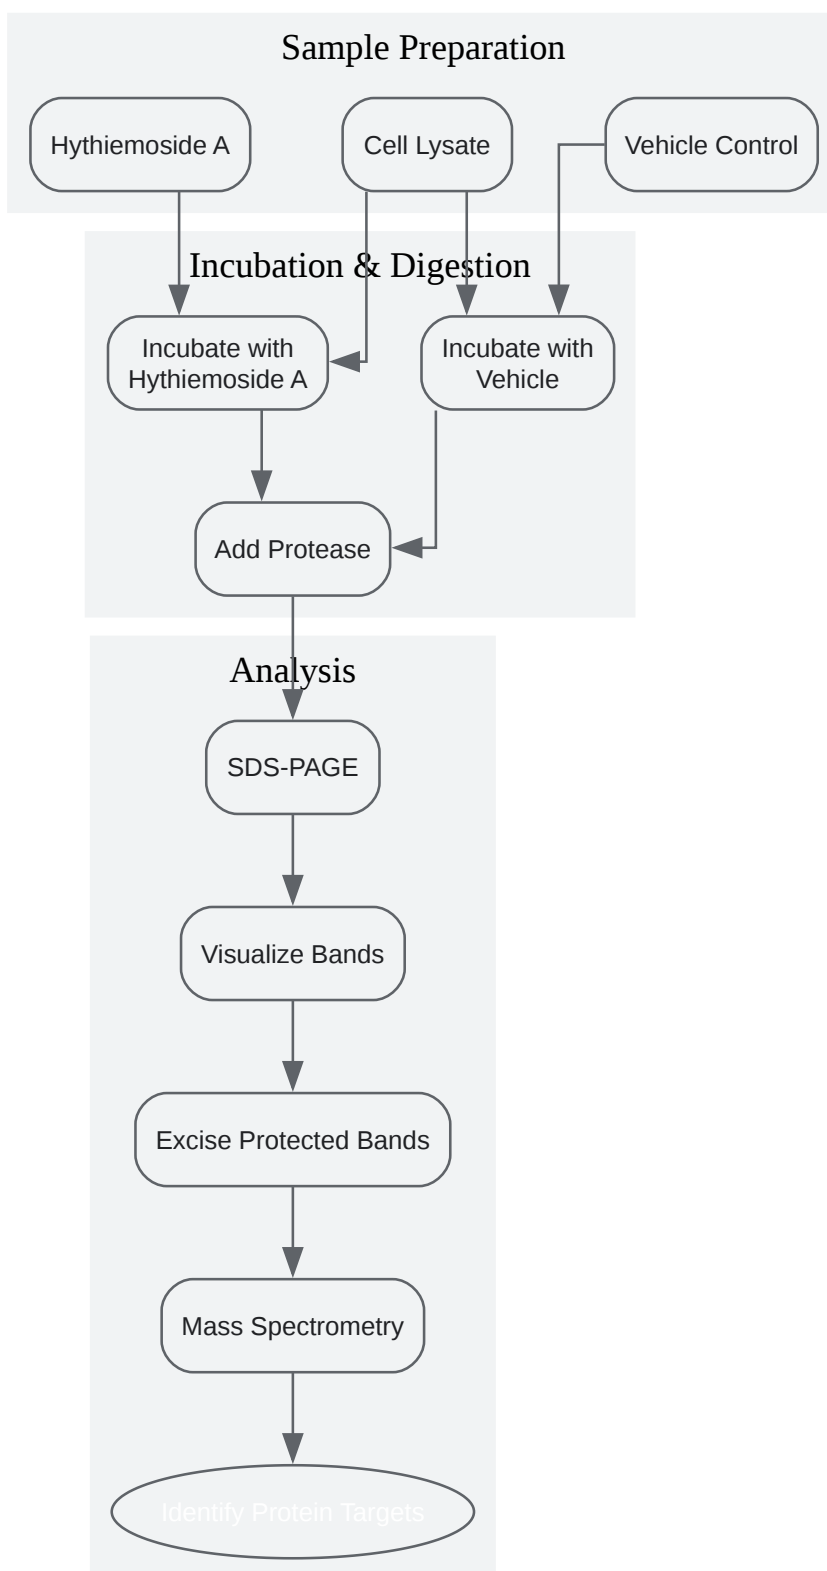 Sample Preparation
Hythiemoside A
Cell Lysate
Vehicle Control
Incubation & Digestion
Incubate with
Hythiemoside A
Incubate with
Vehicle
Add Protease
Analysis
SDS-PAGE
Visualize Bands
Excise Protected Bands
Mass Spectrometry
Identify Protein Targets